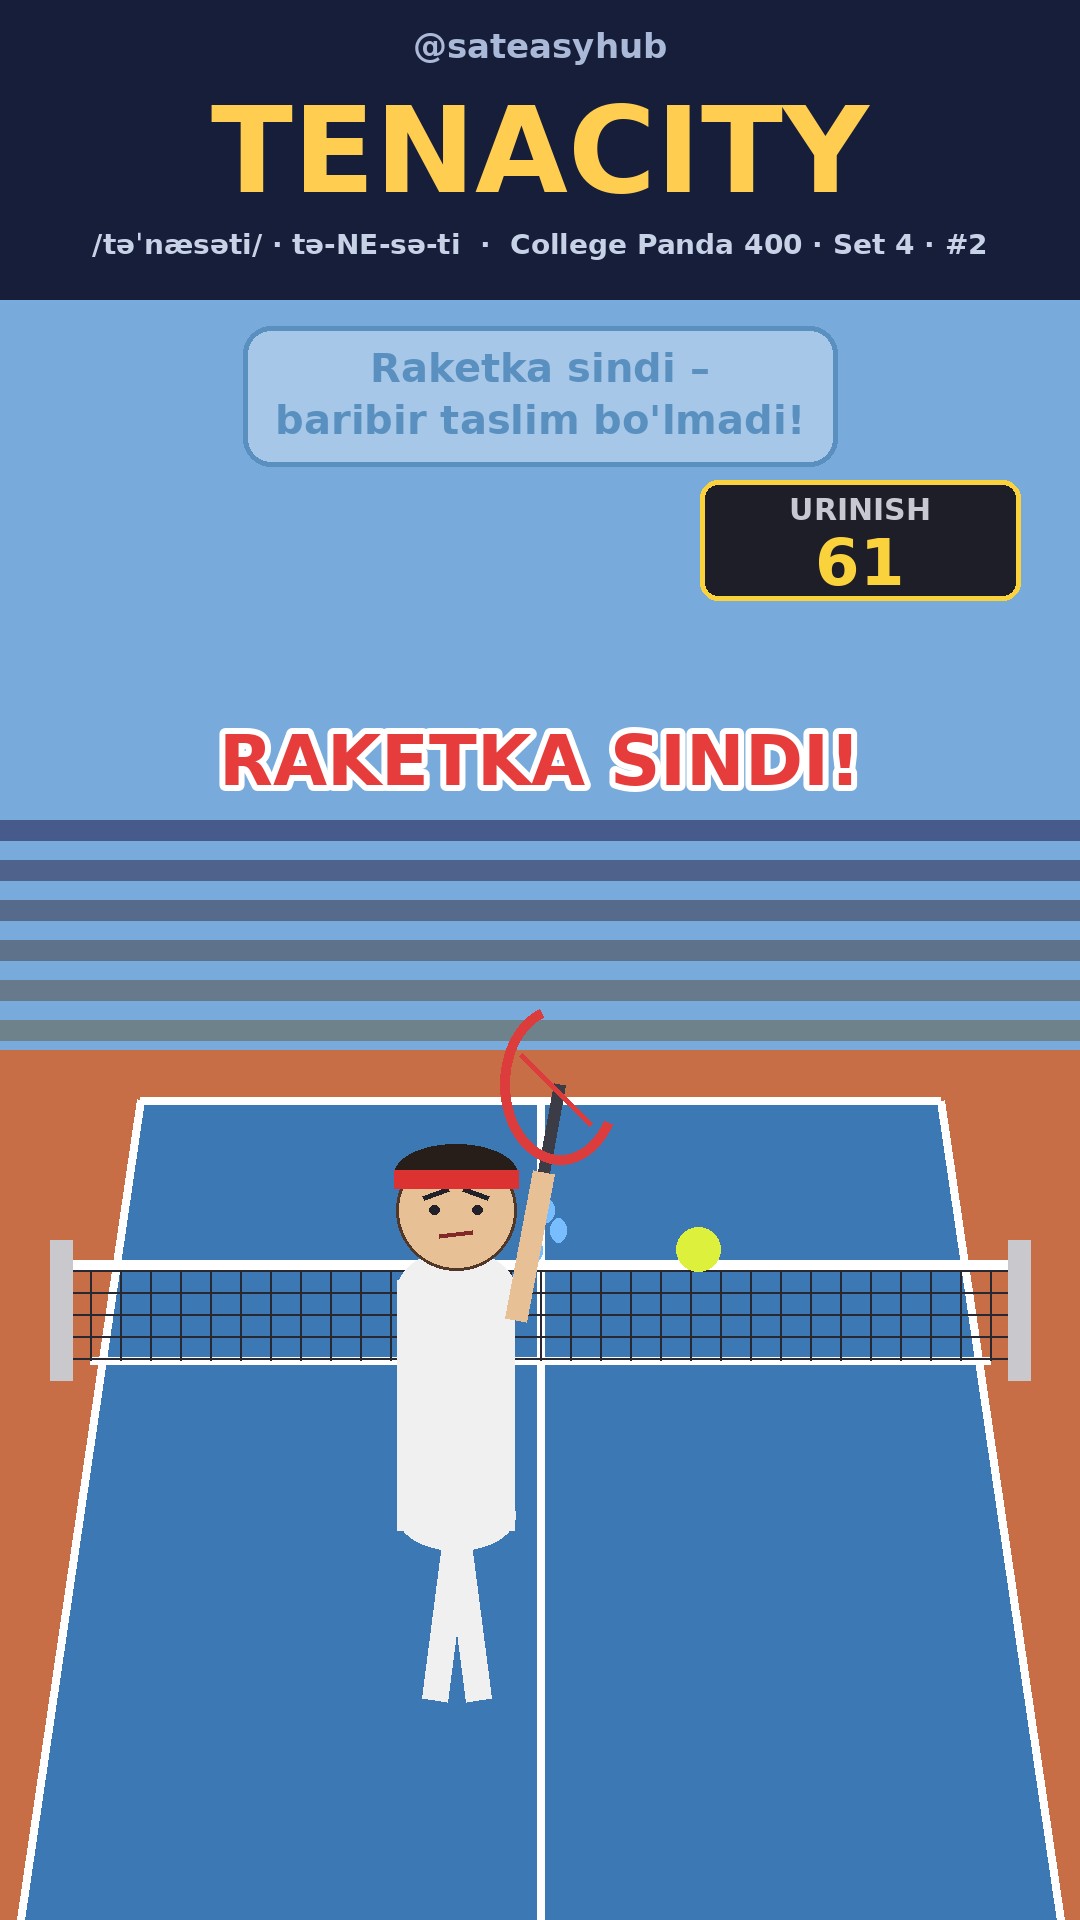 @sateasyhub
TENACITY
/təˈnæsəti/ · tə-NE-sə-ti · College Panda 400 · Set 4 · #2
Raketka sindi –
baribir taslim bo'lmadi!
URINISH
61
RAKETKA SINDI!